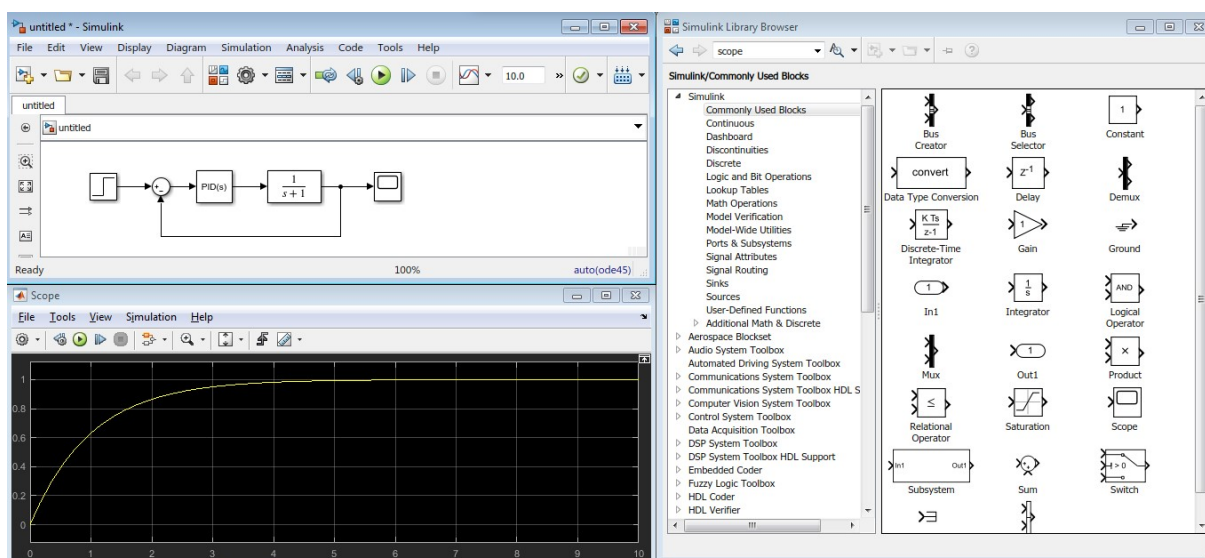 untitled * - Simulink
File Edit View Display Diagram Simulation Analysis Code Tools Help
10.0 »
untitled
untitled
PID(s)
1
s + 1
Ready 100% auto(ode45)
Scope
File Tools View Simulation Help
1
0.8
0.6
0.4
0.2
0
0 1 2 3 4 5 6 7 8 9 10
Simulink Library Browser
scope
Simulink/Commonly Used Blocks
Simulink
Commonly Used Blocks
Continuous
Dashboard
Discontinuities
Discrete
Logic and Bit Operations
Lookup Tables
Math Operations
Model Verification
Model-Wide Utilities
Ports & Subsystems
Signal Attributes
Signal Routing
Sinks
Sources
User-Defined Functions
Additional Math & Discrete
Aerospace Blockset
Audio System Toolbox
Automated Driving System Toolbox
Communications System Toolbox
Communications System Toolbox HDL S
Computer Vision System Toolbox
Control System Toolbox
Data Acquisition Toolbox
DSP System Toolbox
DSP System Toolbox HDL Support
Embedded Coder
Fuzzy Logic Toolbox
HDL Coder
HDL Verifier
1
Bus Creator
Bus Selector
Constant
convert
z-1
Data Type Conversion
Delay
Demux
K Ts
z-1
1
Discrete-Time Integrator
Gain
Ground
1
1
s
AND
In1
Integrator
Logical Operator
1
×
Mux
Out1
Product
≤
Relational Operator
Saturation
Scope
In1 Out1
> 0
Subsystem
Sum
Switch